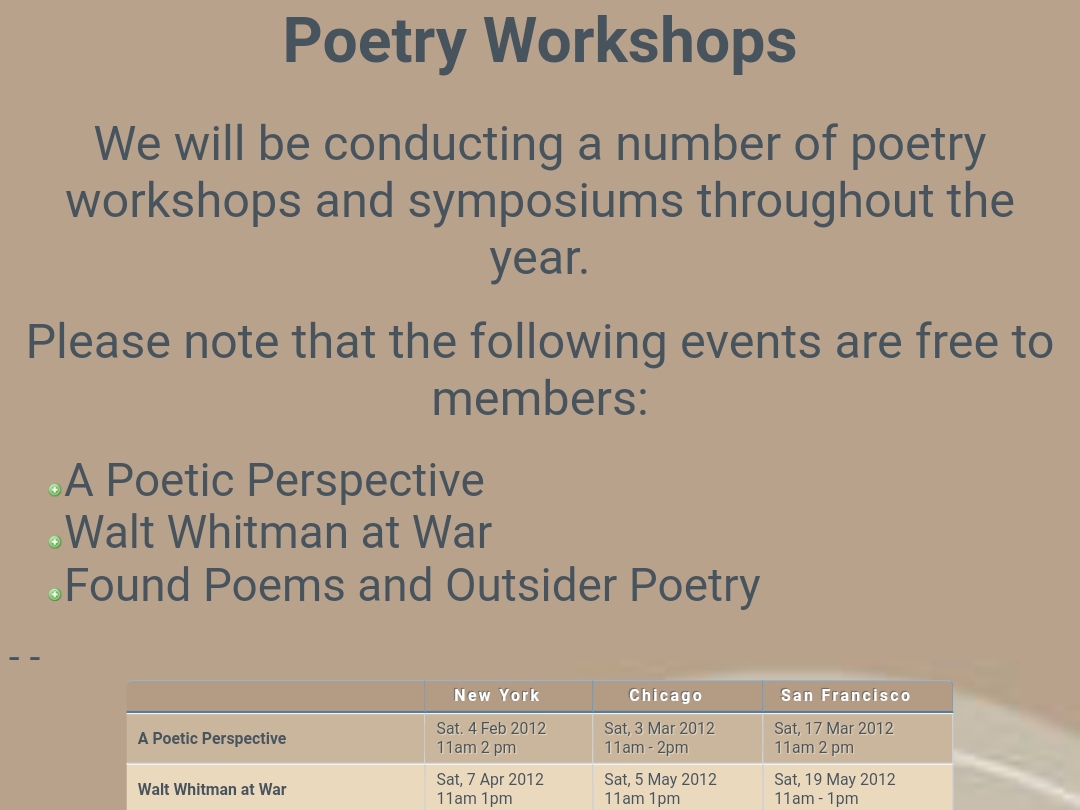 Poetry Workshops
We will be conducting a number of poetry
workshops and symposiums throughout the
year.
Please note that the following events are free to
members:
A Poetic Perspective
Walt Whitman at War
Found Poems and Outsider Poetry
- -
New York Chicago San Francisco
A Poetic Perspective
Sat. 4 Feb 2012
11am 2 pm
Sat, 3 Mar 2012
11am - 2pm
Sat, 17 Mar 2012
11am 2 pm
Walt Whitman at War
Sat, 7 Apr 2012
11am 1pm
Sat, 5 May 2012
11am 1pm
Sat, 19 May 2012
11am - 1pm